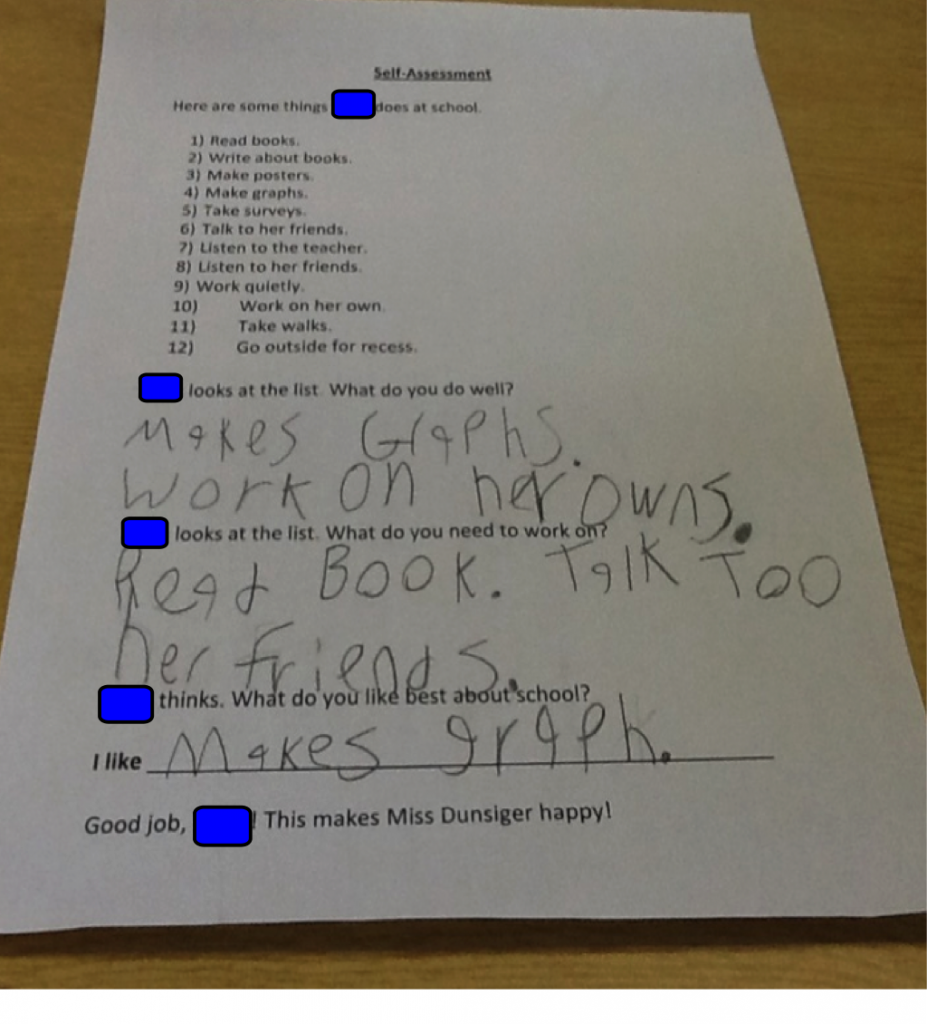 Self-Assessment
Here are some things does at school.
1) Read books.
2) Write about books.
3) Make posters.
4) Make graphs.
5) Take surveys.
6) Talk to her friends.
7) Listen to the teacher.
8) Listen to her friends.
9) Work quietly.
10) Work on her own.
11) Take walks.
12) Go outside for recess.
looks at the list. What do you do well?
Makes Graphs.
Work On her owns.
looks at the list. What do you need to work on?
Read Book. Talk Too
her friends.
thinks. What do you like best about school?
I like Makes graph.
Good job, ! This makes Miss Dunsiger happy!